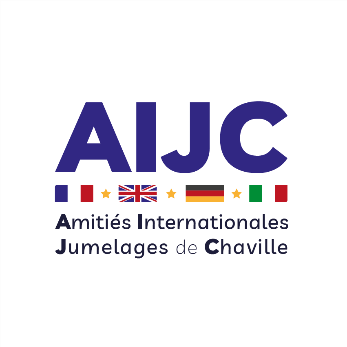 AIJC
Amitiés Internationales
Jumelages de Chaville